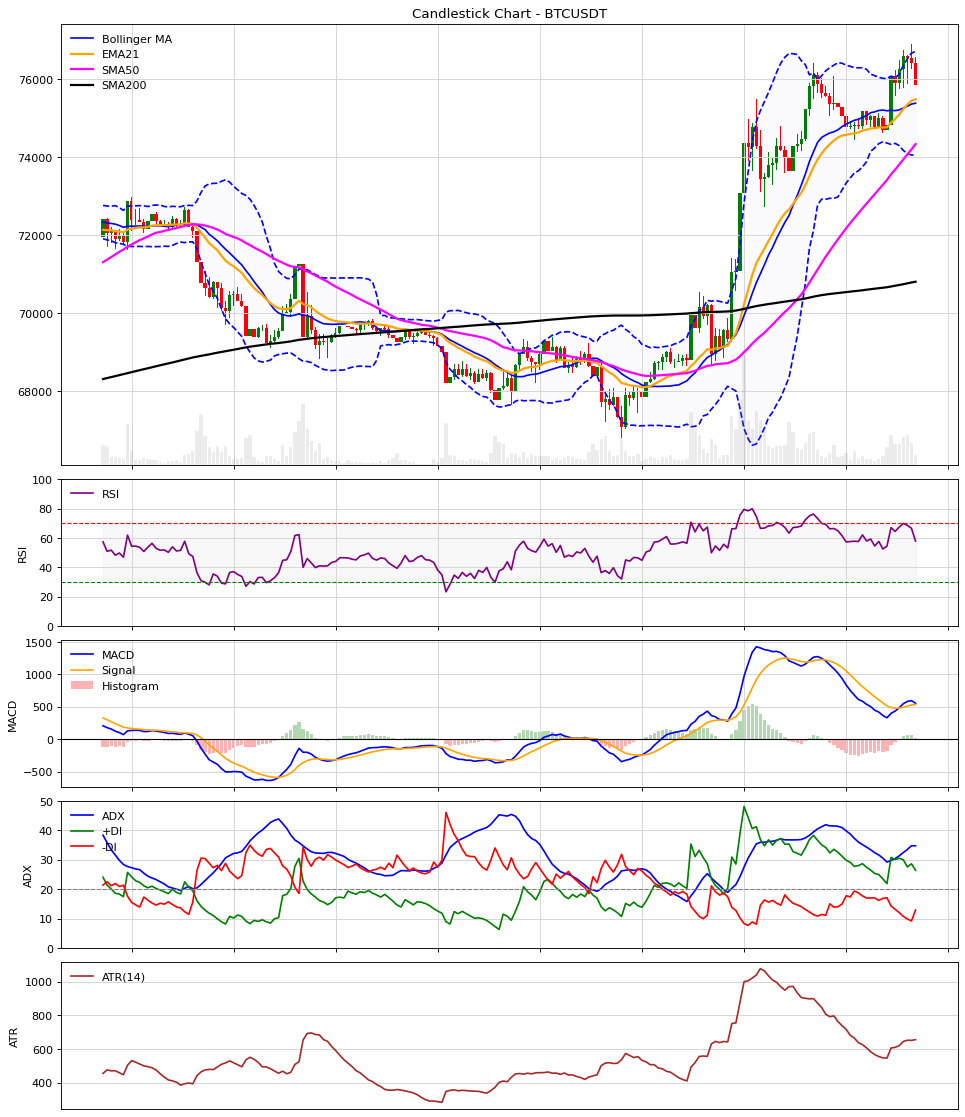 Candlestick Chart - BTCUSDT
Bollinger MA
EMA21
SMA50
SMA200
76000
74000
72000
70000
68000
100
80
60
40
20
0
RSI
RSI
1500
1000
500
0
−500
MACD
MACD
Signal
Histogram
50
40
30
20
10
0
ADX
ADX
+DI
-DI
1000
800
600
400
ATR
ATR(14)